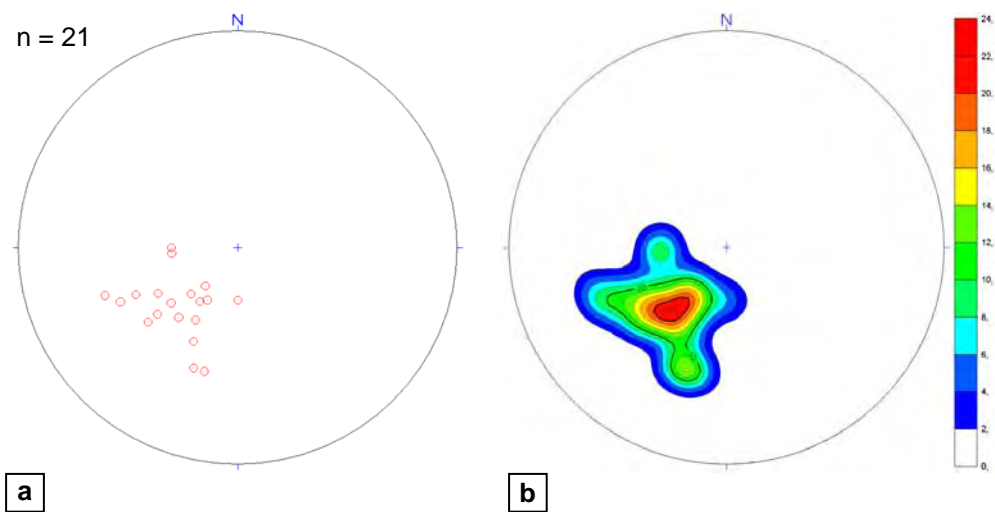 n = 21
N
N
24,
22,
20,
18,
16,
14,
12,
10,
8,
6,
4,
2,
0,
a
b